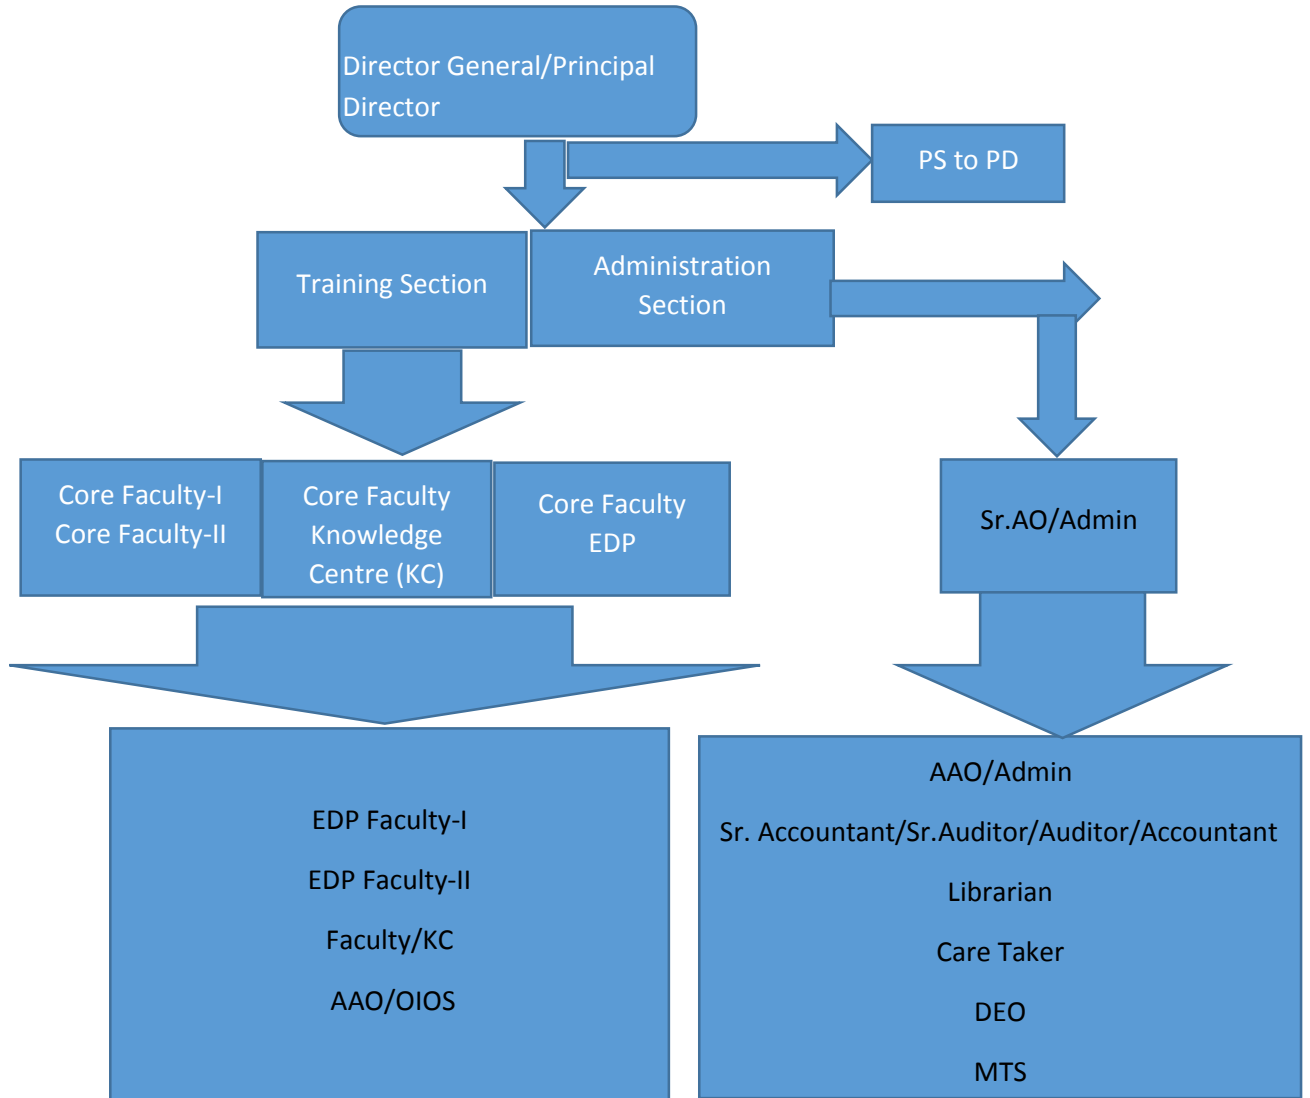 Director General/Principal
Director
PS to PD
Training Section
Administration
Section
Core Faculty-I
Core Faculty-II
Core Faculty
Knowledge
Centre (KC)
Core Faculty
EDP
Sr.AO/Admin
EDP Faculty-I
EDP Faculty-II
Faculty/KC
AAO/OIOS
AAO/Admin
Sr. Accountant/Sr.Auditor/Auditor/Accountant
Librarian
Care Taker
DEO
MTS